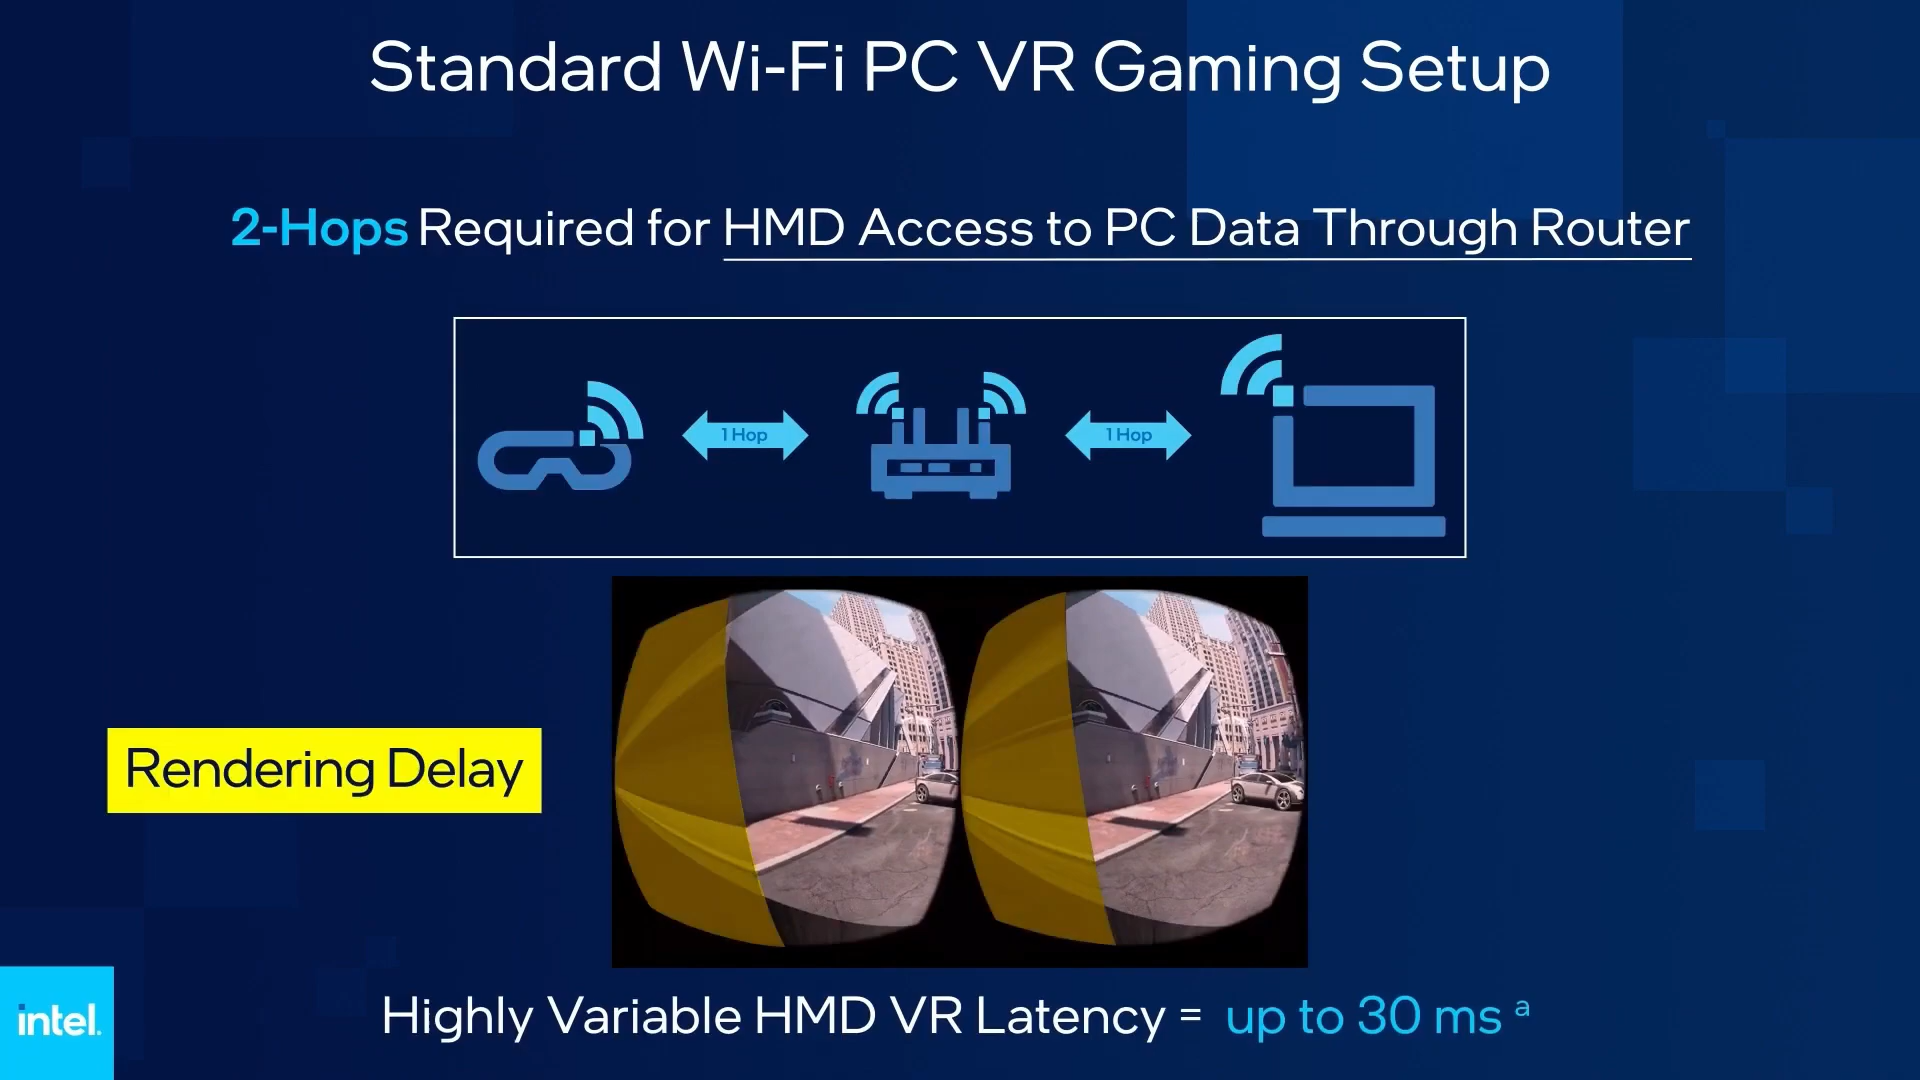 Standard Wi-Fi PC VR Gaming Setup
2-Hops Required for HMD Access to PC Data Through Router
1 Hop
1 Hop
Rendering Delay
Highly Variable HMD VR Latency = up to 30 ms ª
intel.